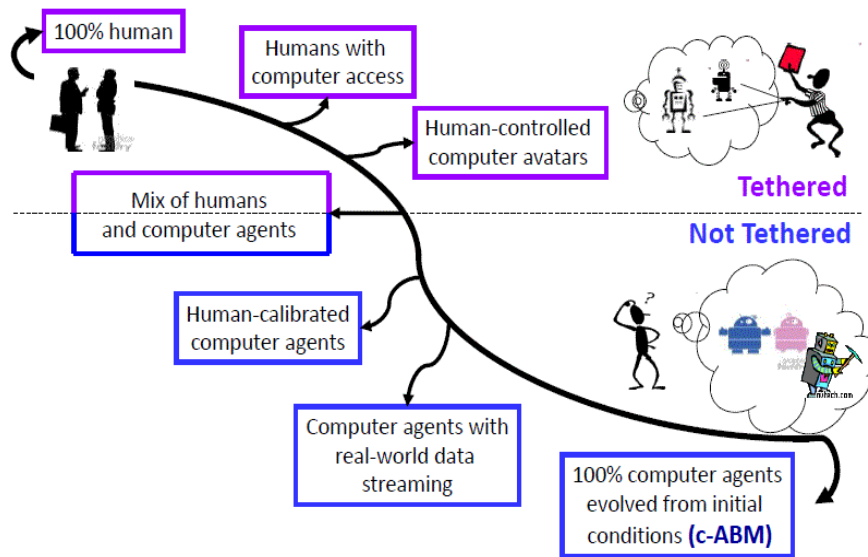 100% human
Humans with
computer access
Human-controlled
computer avatars
Tethered
Mix of humans
and computer agents
Not Tethered
Human-calibrated
computer agents
?
Computer agents with
real-world data
streaming
100% computer agents
evolved from initial
conditions (c-ABM)